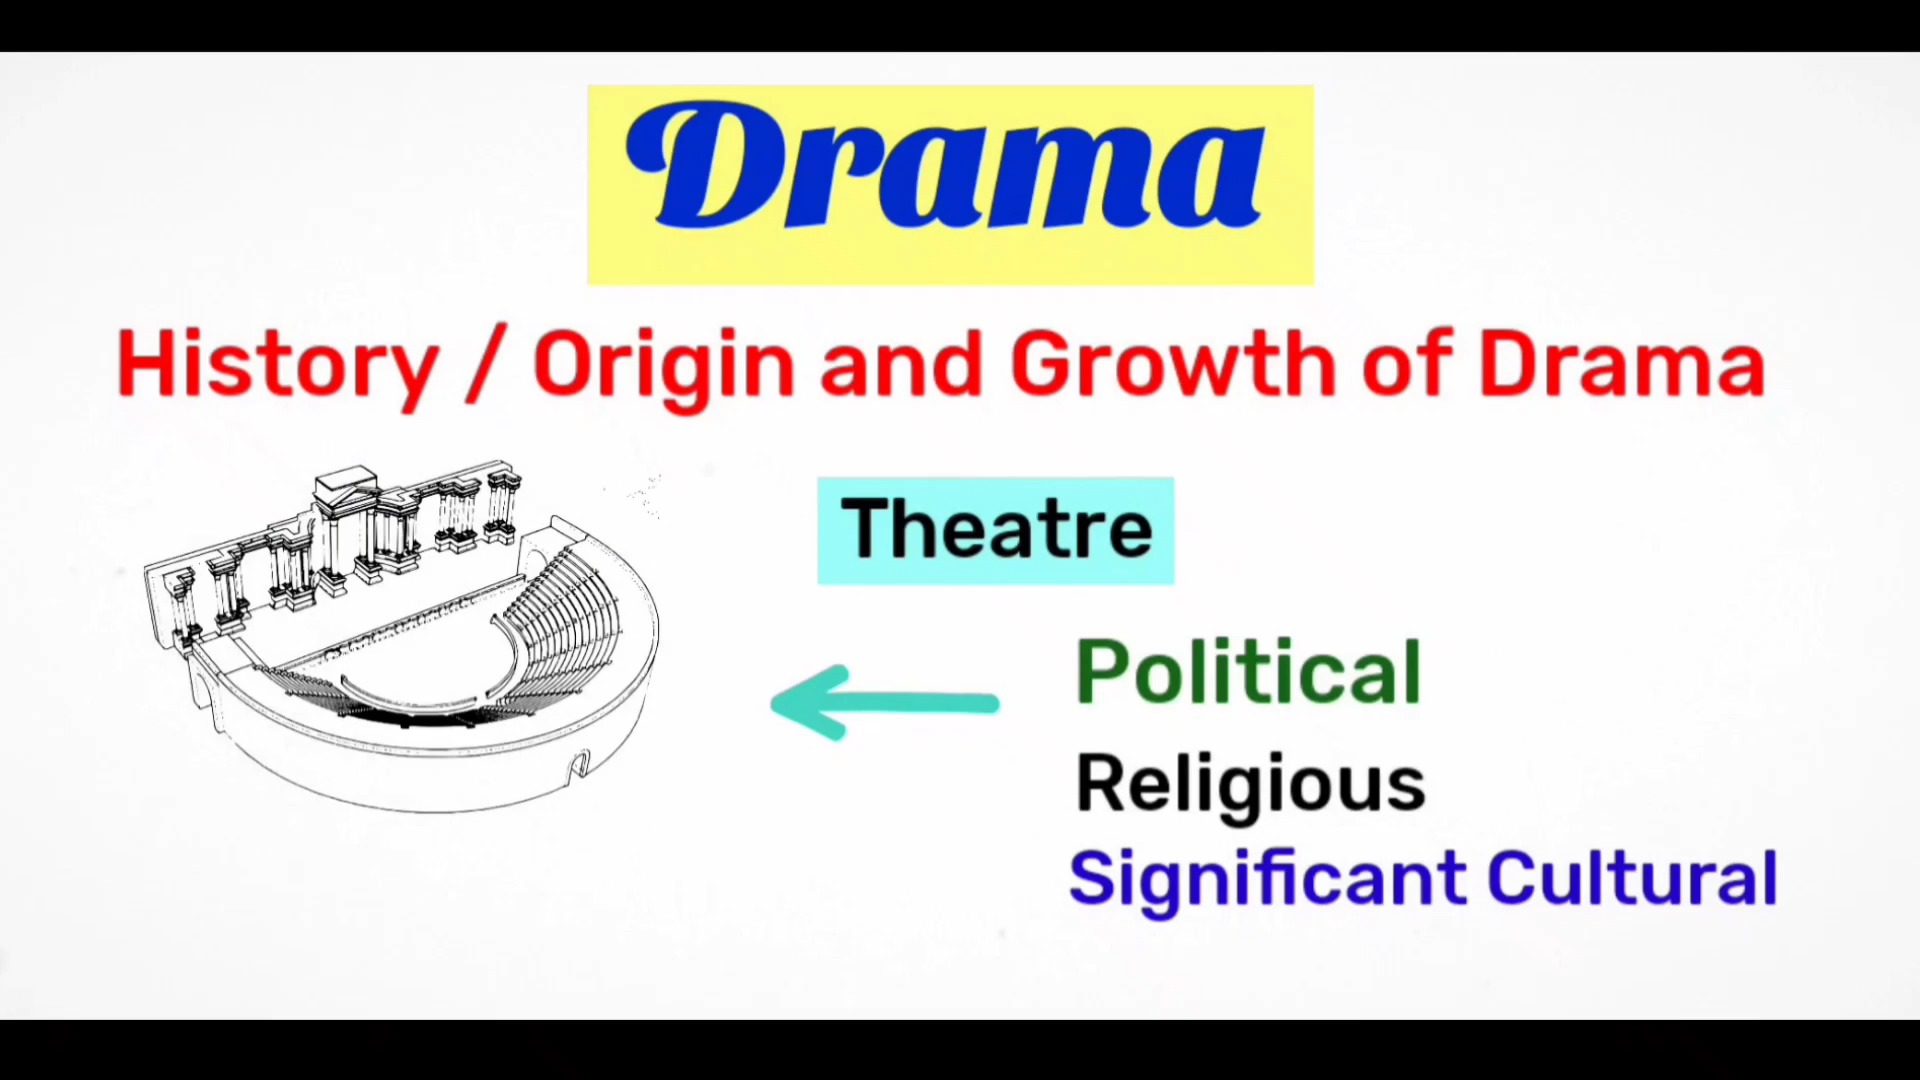 Drama
History / Origin and Growth of Drama
Theatre
Political
Religious
Significant Cultural